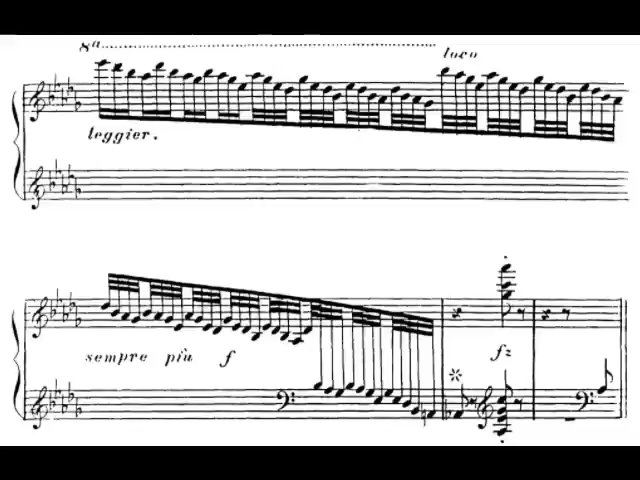 8a
loco
leggier.
sempre più f
fz